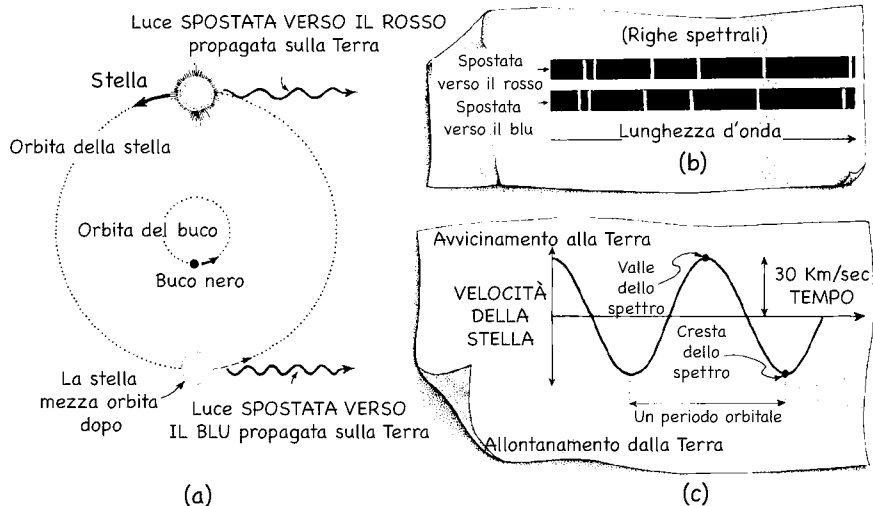 Luce SPOSTATA VERSO IL ROSSO
propagata sulla Terra
Stella
Orbita della stella
Orbita del buco
Buco nero
La stella
mezza orbita
dopo
Luce SPOSTATA VERSO
IL BLU propagata sulla Terra
(a)
(Righe spettrali)
Spostata
verso il rosso
Spostata
verso il blu
Lunghezza d'onda
(b)
Avvicinamento alla Terra
Valle
dello
spettro
30 Km/sec
TEMPO
VELOCITÀ
DELLA
STELLA
Cresta
dello
spettro
Un periodo orbitale
Allontanamento dalla Terra
(c)